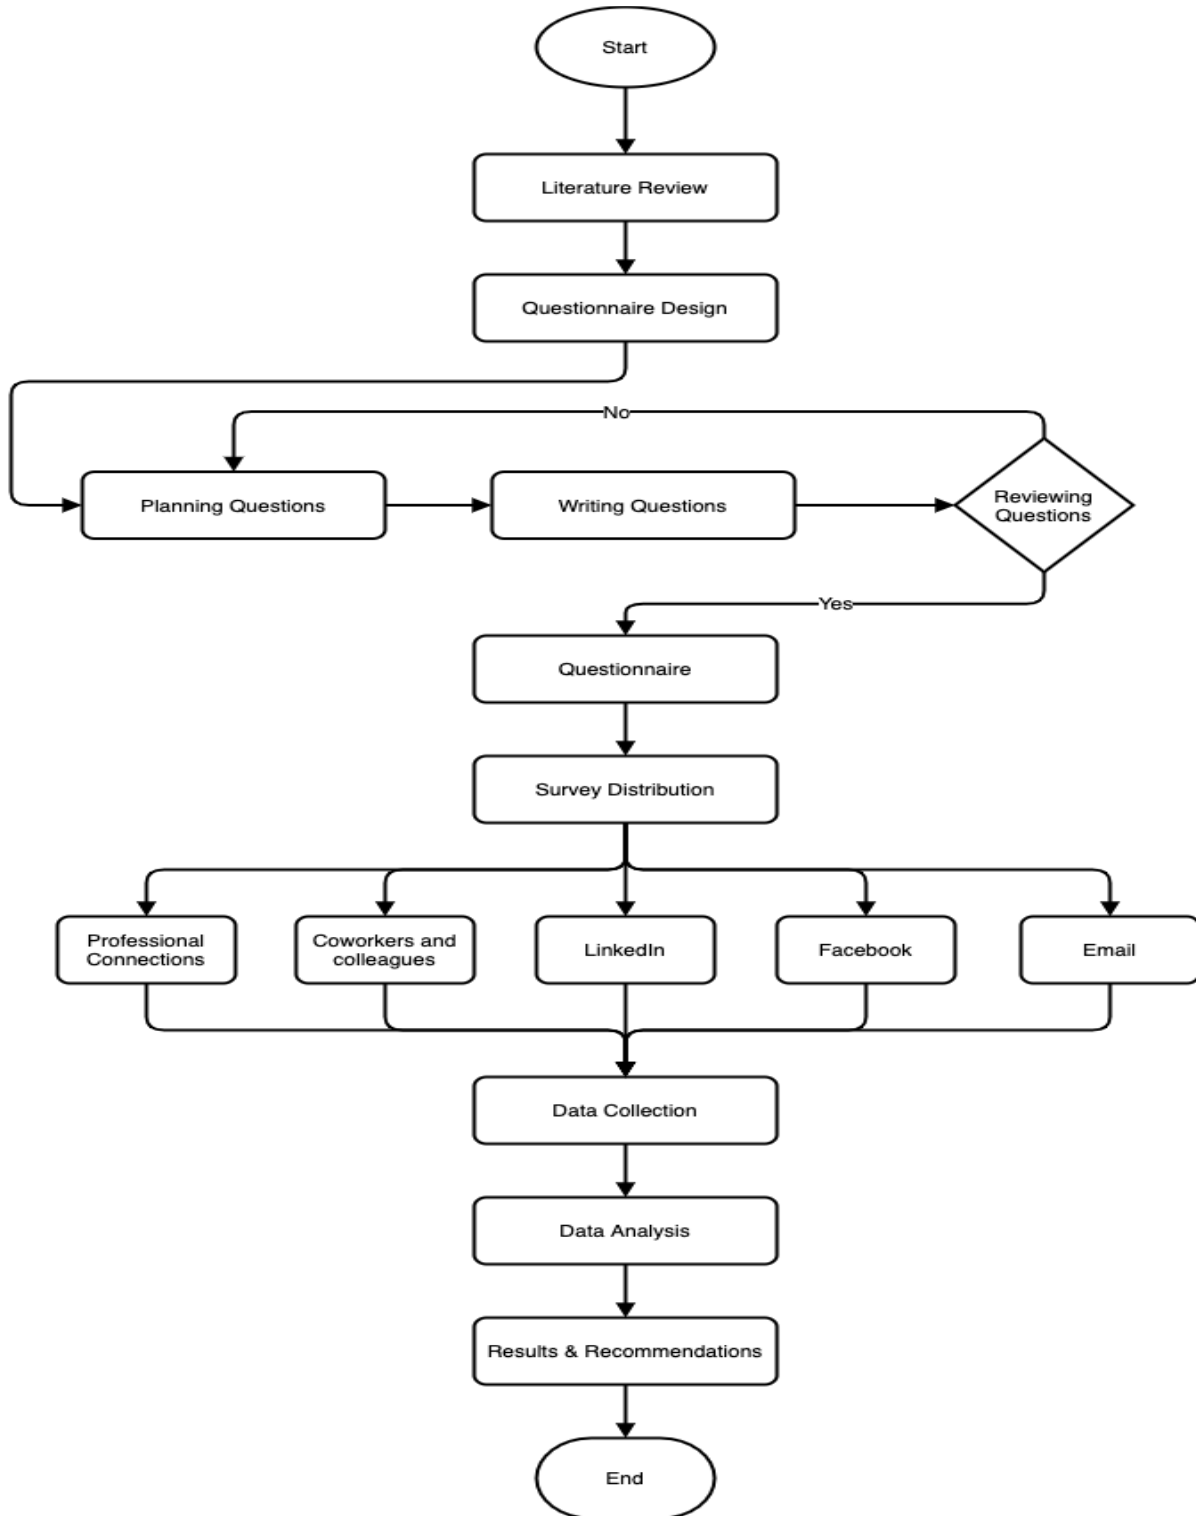 Start
Literature Review
Questionnaire Design
No
Planning Questions
Writing Questions
Reviewing
Questions
Yes
Questionnaire
Survey Distribution
Professional
Connections
Coworkers and
colleagues
LinkedIn
Facebook
Email
Data Collection
Data Analysis
Results & Recommendations
End